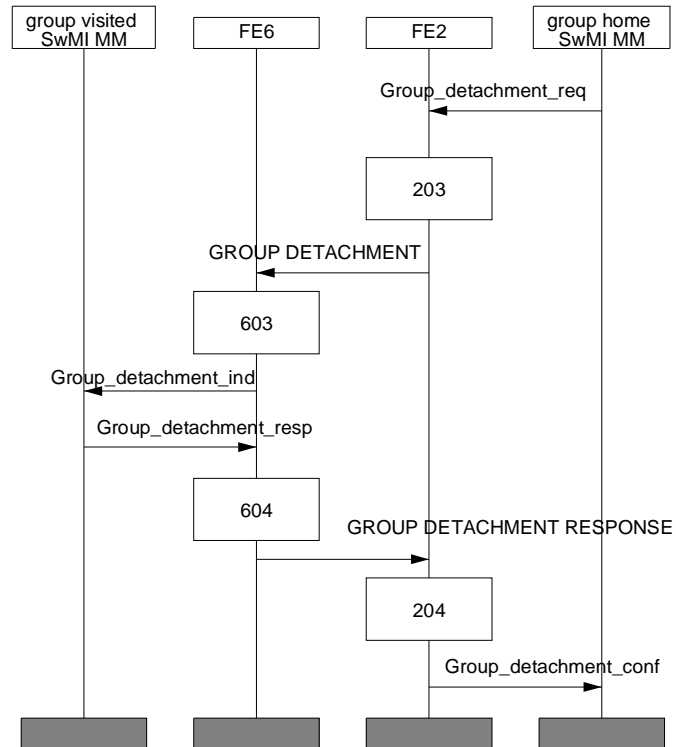 group visited
SwMI MM
FE6
FE2
group home
SwMI MM
Group_detachment_req
203
GROUP DETACHMENT
603
Group_detachment_ind
Group_detachment_resp
604
GROUP DETACHMENT RESPONSE
204
Group_detachment_conf